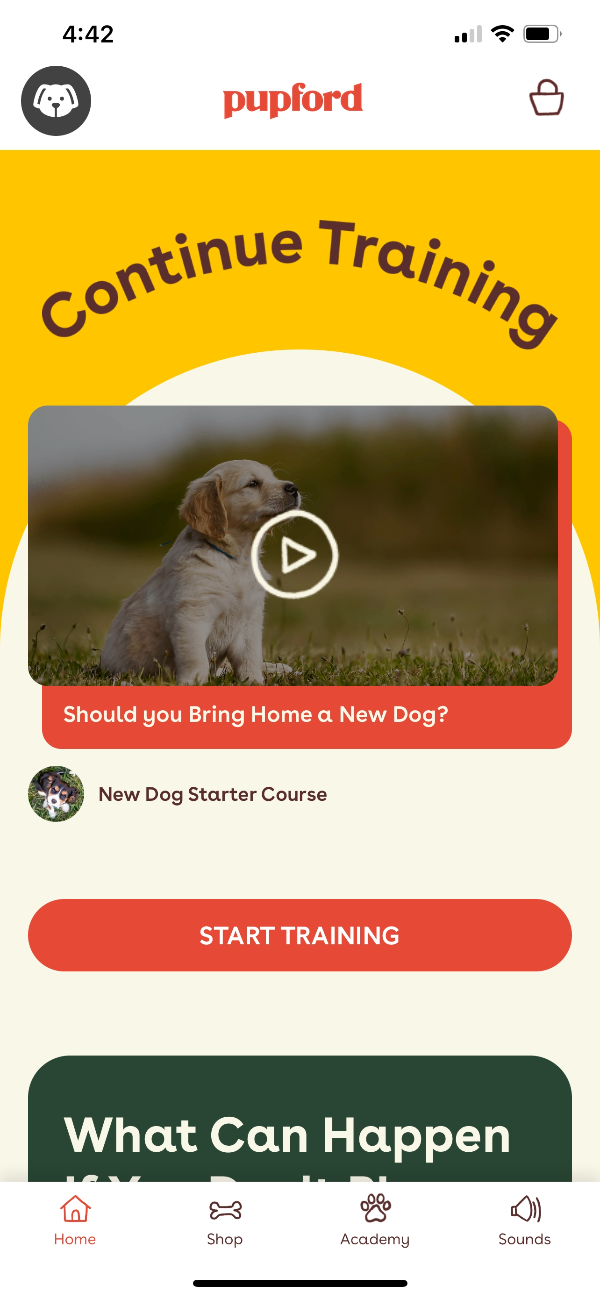 4:42
pupford
Continue Training
Should you Bring Home a New Dog?
New Dog Starter Course
START TRAINING
What Can Happen
Home
Shop
Academy
Sounds